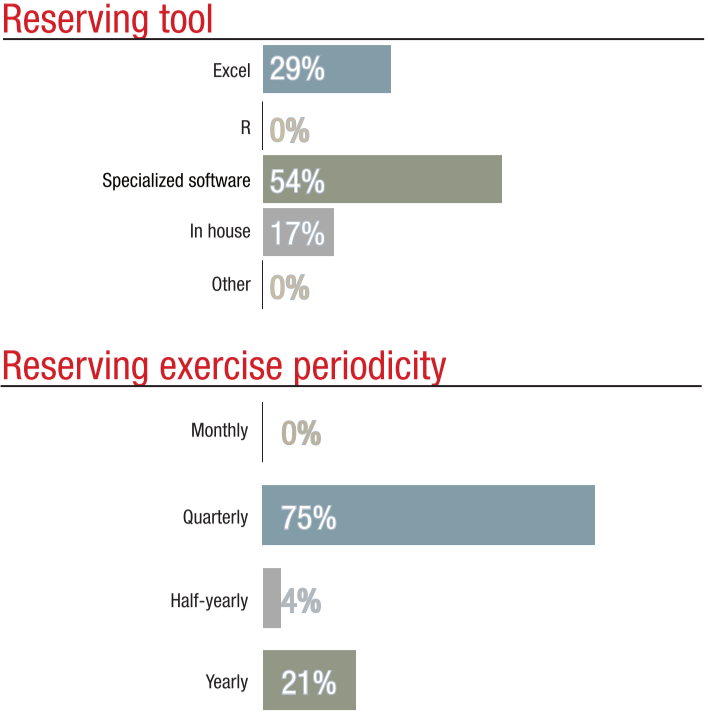 Reserving tool
Excel 29%
R 0%
Specialized software 54%
In house 17%
Other 0%
Reserving exercise periodicity
Monthly 0%
Quarterly 75%
Half-yearly 4%
Yearly 21%